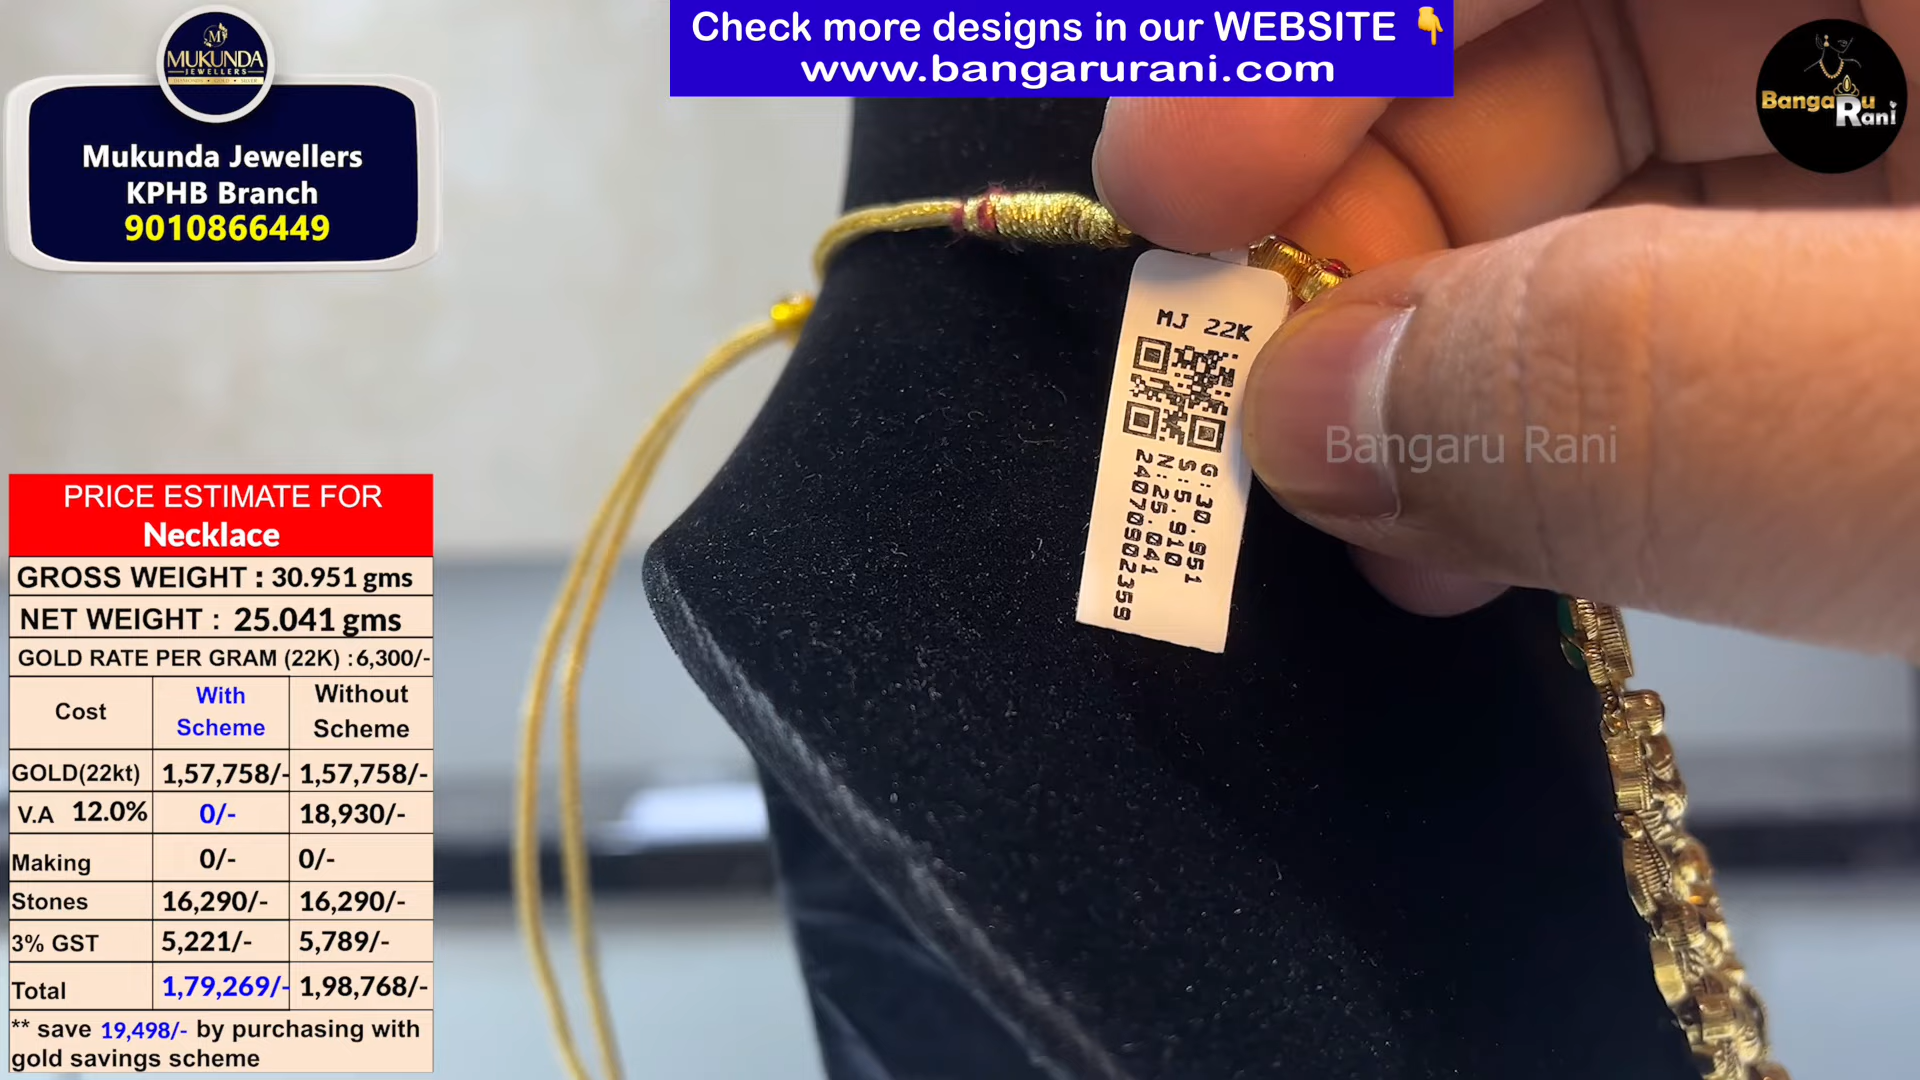 Check more designs in our WEBSITE 👇
www.bangarurani.com
M
MUKUNDA
JEWELLERS
Mukunda Jewellers
KPHB Branch
9010866449
Bangaru
Rani
MJ 22K
G:30.951
S:5.910
N:25.041
24070902359
Bangaru Rani
PRICE ESTIMATE FOR
Necklace
GROSS WEIGHT : 30.951 gms
NET WEIGHT : 25.041 gms
GOLD RATE PER GRAM (22K) :6,300/-
Cost With Scheme Without Scheme
GOLD(22kt) 1,57,758/- 1,57,758/-
V.A 12.0% 0/- 18,930/-
Making 0/- 0/-
Stones 16,290/- 16,290/-
3% GST 5,221/- 5,789/-
Total 1,79,269/- 1,98,768/-
** save 19,498/- by purchasing with
gold savings scheme